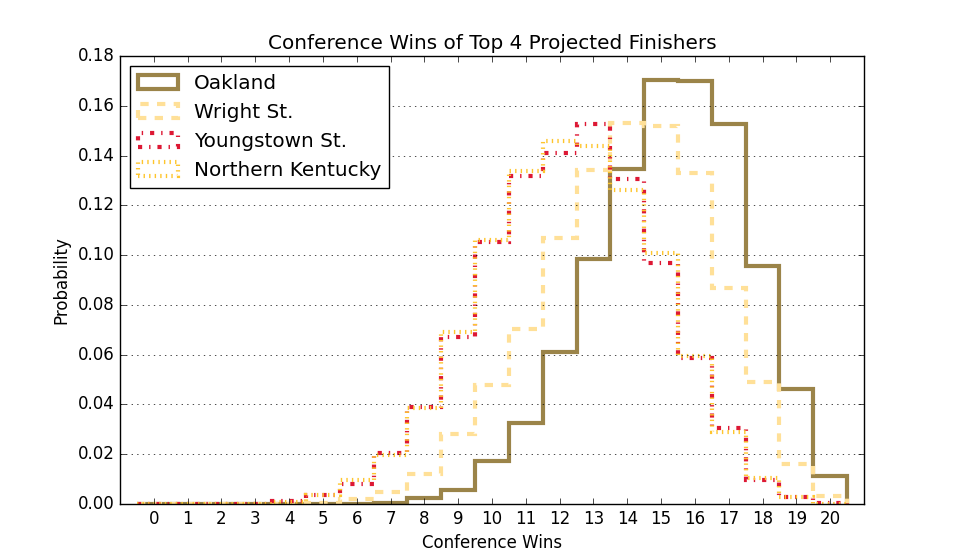 Conference Wins of Top 4 Projected Finishers
Oakland
Wright St.
Youngstown St.
Northern Kentucky
Probability
0.18
0.16
0.14
0.12
0.10
0.08
0.06
0.04
0.02
0.00
0 1 2 3 4 5 6 7 8 9 10 11 12 13 14 15 16 17 18 19 20
Conference Wins